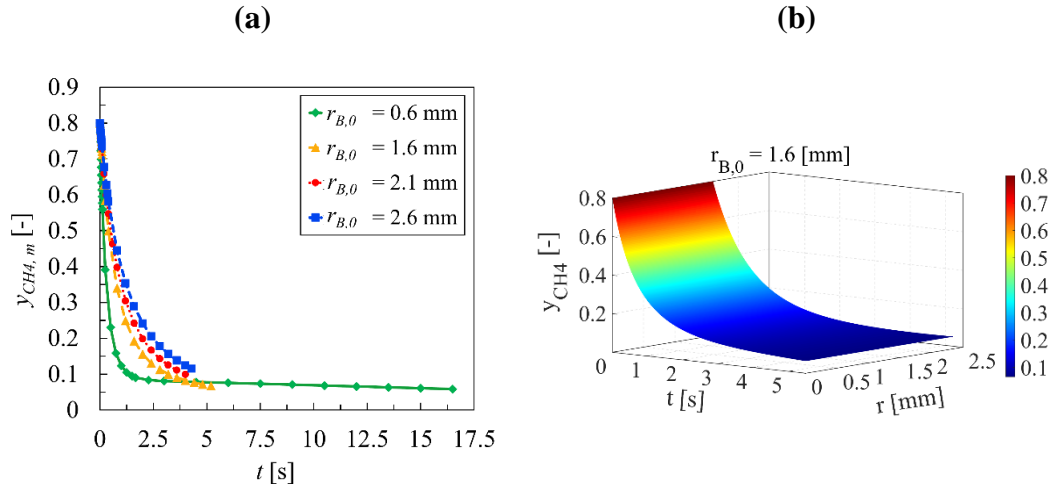 (a)
(b)
0.9
0.8
0.7
0.6
0.5
0.4
0.3
0.2
0.1
0
y_{CH4, m} [-]
r_{B,0} = 0.6 mm
r_{B,0} = 1.6 mm
r_{B,0} = 2.1 mm
r_{B,0} = 2.6 mm
0.0 2.5 5 7.5 10 12.5 15 17.5
t [s]
r_{B,0} = 1.6 [mm]
0.8
0.6
0.4
0.2
y_{CH4} [-]
0 1 2 3 4 5
t [s]
0 0.5 1 1.5 2 2.5
r [mm]
0.8
0.7
0.6
0.5
0.4
0.3
0.2
0.1